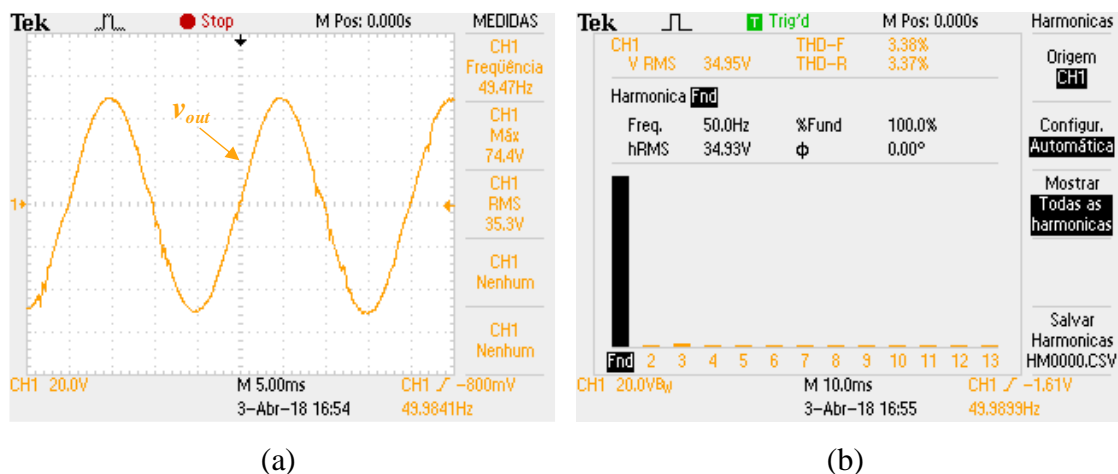 Tek Stop M Pos: 0.000s MEDIDAS
CH1
Freqüência
49.47Hz
CH1
Máx
74.4V
CH1
RMS
35.3V
CH1
Nenhum
CH1
Nenhum
vout
1
CH1 20.0V M 5.00ms CH1 -800mV
3-Abr-18 16:54 49.9841Hz
(a)
Tek T Trig'd M Pos: 0.000s Harmonicas
CH1 THD-F 3.38%
V RMS 34.95V THD-R 3.37%
Harmonica Fnd
Freq. 50.0Hz %Fund 100.0%
hRMS 34.93V ϕ 0.00°
Origem
CH1
Configur.
Automática
Mostrar
Todas as
harmonicas
Salvar
Harmonicas
HM0000.CSV
Fnd 2 3 4 5 6 7 8 9 10 11 12 13
CH1 20.0VBW M 10.0ms CH1 -1.61V
3-Abr-18 16:55 49.9899Hz
(b)